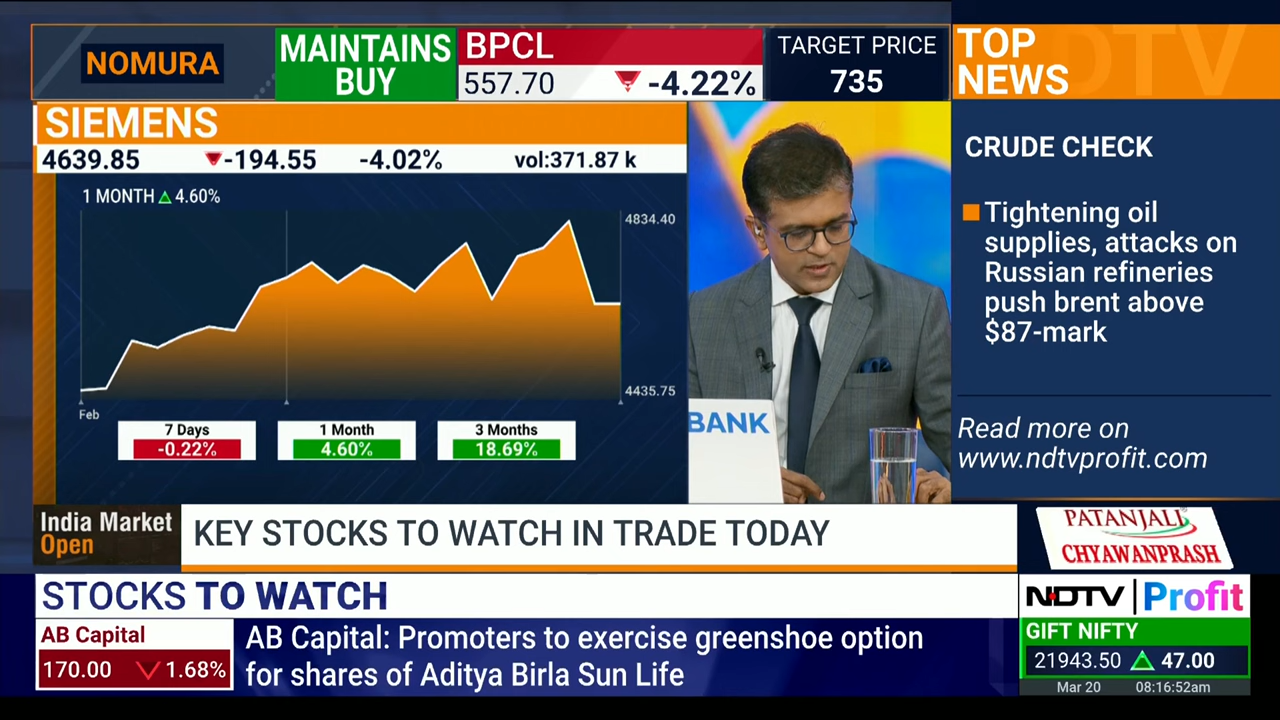 NOMURA
MAINTAINS
BUY
BPCL
557.70 -4.22%
TARGET PRICE
735
TOP
NEWS
SIEMENS
4639.85 -194.55 -4.02% vol:371.87 k
1 MONTH 4.60%
4834.40
4435.75
Feb
7 Days
-0.22%
1 Month
4.60%
3 Months
18.69%
BANK
CRUDE CHECK
Tightening oil
supplies, attacks on
Russian refineries
push brent above
$87-mark
Read more on
www.ndtvprofit.com
India Market
Open
KEY STOCKS TO WATCH IN TRADE TODAY
PATANJALI
CHYAWANPRASH
STOCKS TO WATCH
AB Capital
170.00 1.68%
AB Capital: Promoters to exercise greenshoe option
for shares of Aditya Birla Sun Life
NDTV Profit
GIFT NIFTY
21943.50 47.00
Mar 20 08:16:52am